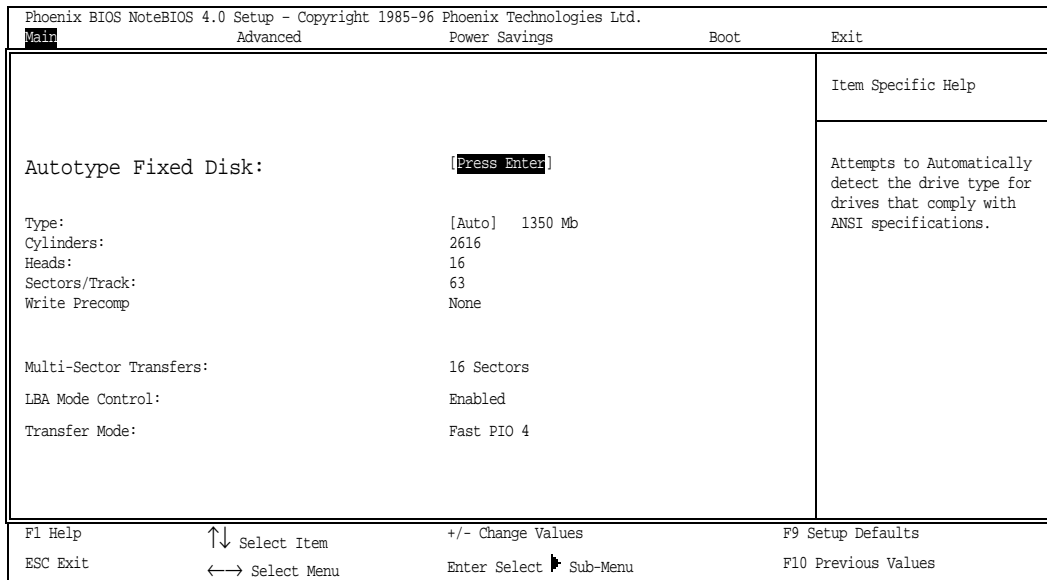 Phoenix BIOS NoteBIOS 4.0 Setup - Copyright 1985-96 Phoenix Technologies Ltd.
Main Advanced Power Savings Boot Exit
Item Specific Help
Autotype Fixed Disk: [Press Enter]
Attempts to Automatically
detect the drive type for
drives that comply with
ANSI specifications.
Type: [Auto] 1350 Mb
Cylinders: 2616
Heads: 16
Sectors/Track: 63
Write Precomp None
Multi-Sector Transfers: 16 Sectors
LBA Mode Control: Enabled
Transfer Mode: Fast PIO 4
F1 Help ↑↓ Select Item +/- Change Values F9 Setup Defaults
ESC Exit ←→ Select Menu Enter Select ▶ Sub-Menu F10 Previous Values